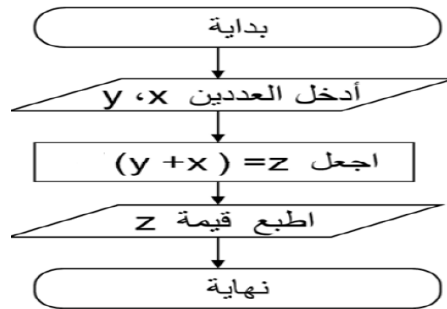 بداية
أدخل العددين y ،x
اجعل z = (y + x)
اطبع قيمة z
نهاية